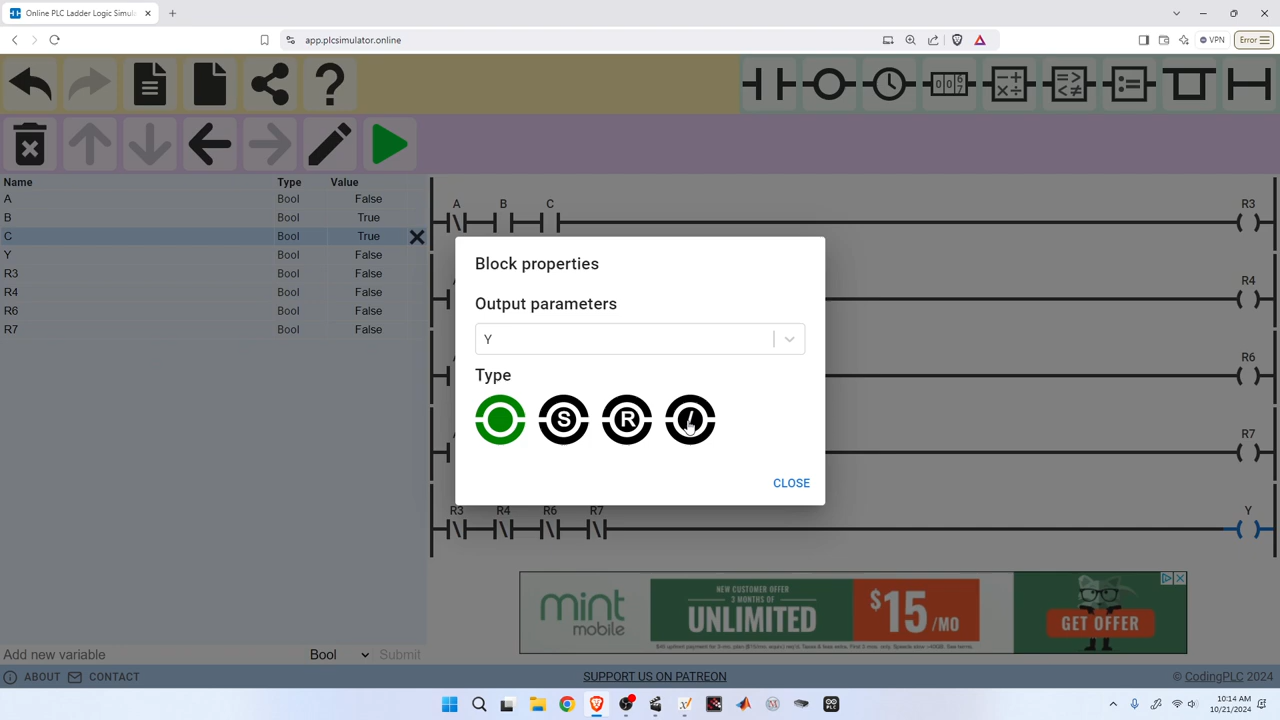 Online PLC Ladder Logic Simula
app.plcsimulator.online
VPN
Error
Name Type Value
A Bool False
B Bool True
C Bool True
Y Bool False
R3 Bool False
R4 Bool False
R6 Bool False
R7 Bool False
A B C R3
R4
R6
R7
R3 R4 R6 R7 Y
Block properties
Output parameters
Y
Type
S R /
CLOSE
mint
mobile
NEW CUSTOMER OFFER
3 MONTHS OF
UNLIMITED
$15/MO
GET OFFER
Add new variable Bool Submit
ABOUT CONTACT
SUPPORT US ON PATREON
© CodingPLC 2024
10:14 AM
10/21/2024